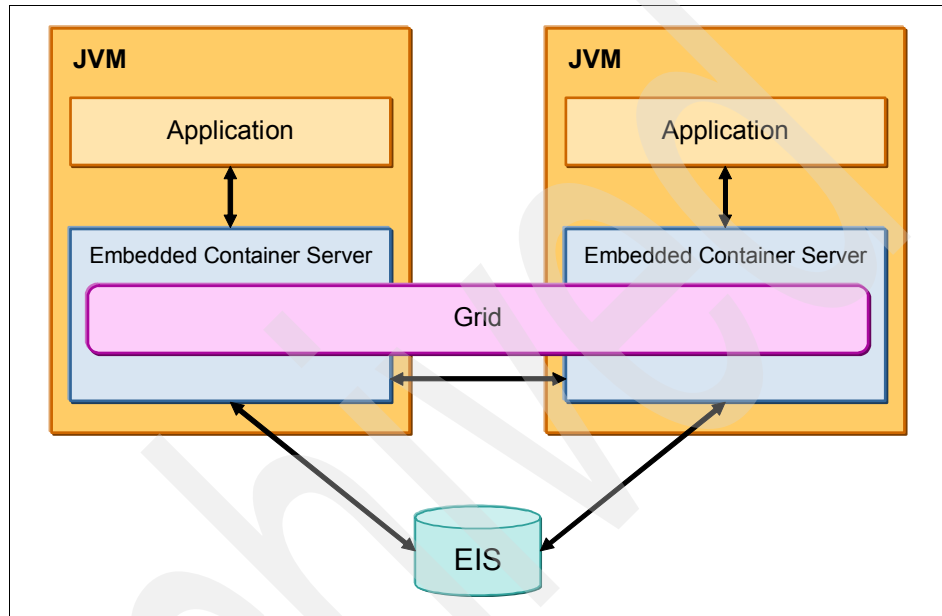 JVM
JVM
Application
Application
Embedded Container Server
Embedded Container Server
Grid
EIS